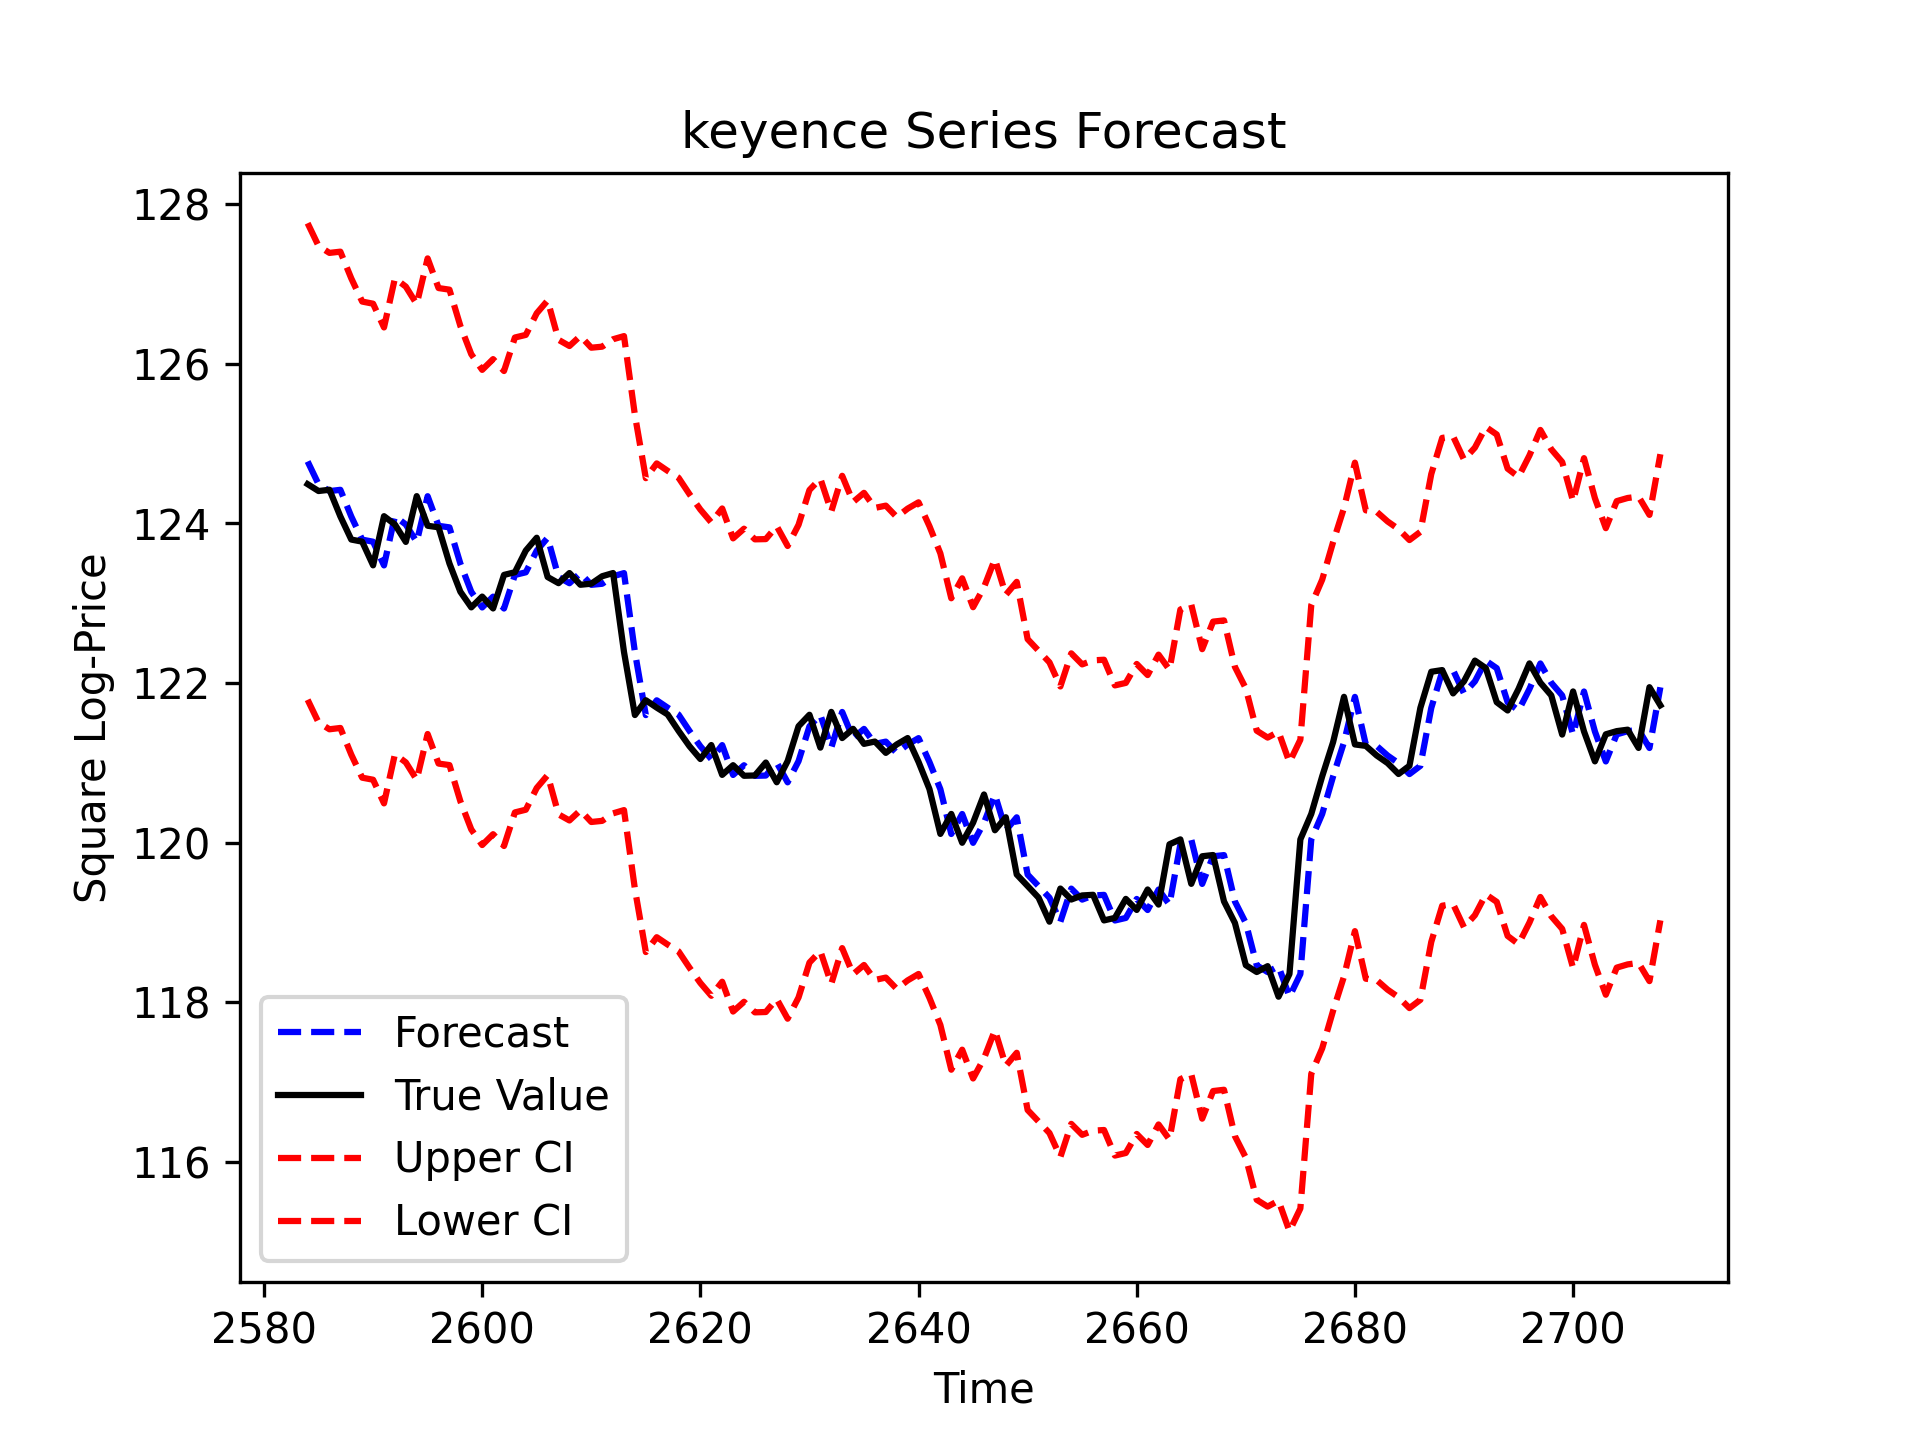 keyence Series Forecast
128
126
124
122
120
118
116
Square Log-Price
Forecast
True Value
Upper CI
Lower CI
2580
2600
2620
2640
2660
2680
2700
Time